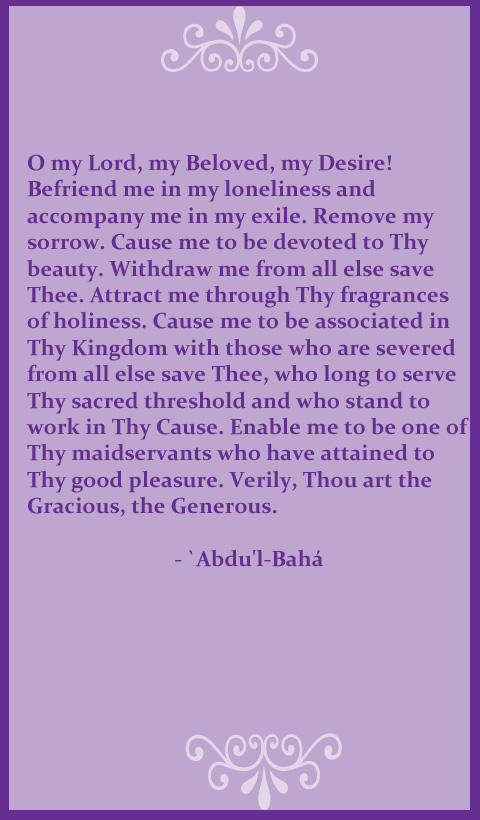 O my Lord, my Beloved, my Desire!
Befriend me in my loneliness and
accompany me in my exile. Remove my
sorrow. Cause me to be devoted to Thy
beauty. Withdraw me from all else save
Thee. Attract me through Thy fragrances
of holiness. Cause me to be associated in
Thy Kingdom with those who are severed
from all else save Thee, who long to serve
Thy sacred threshold and who stand to
work in Thy Cause. Enable me to be one of
Thy maidservants who have attained to
Thy good pleasure. Verily, Thou art the
Gracious, the Generous.
- `Abdu'l-Bahá